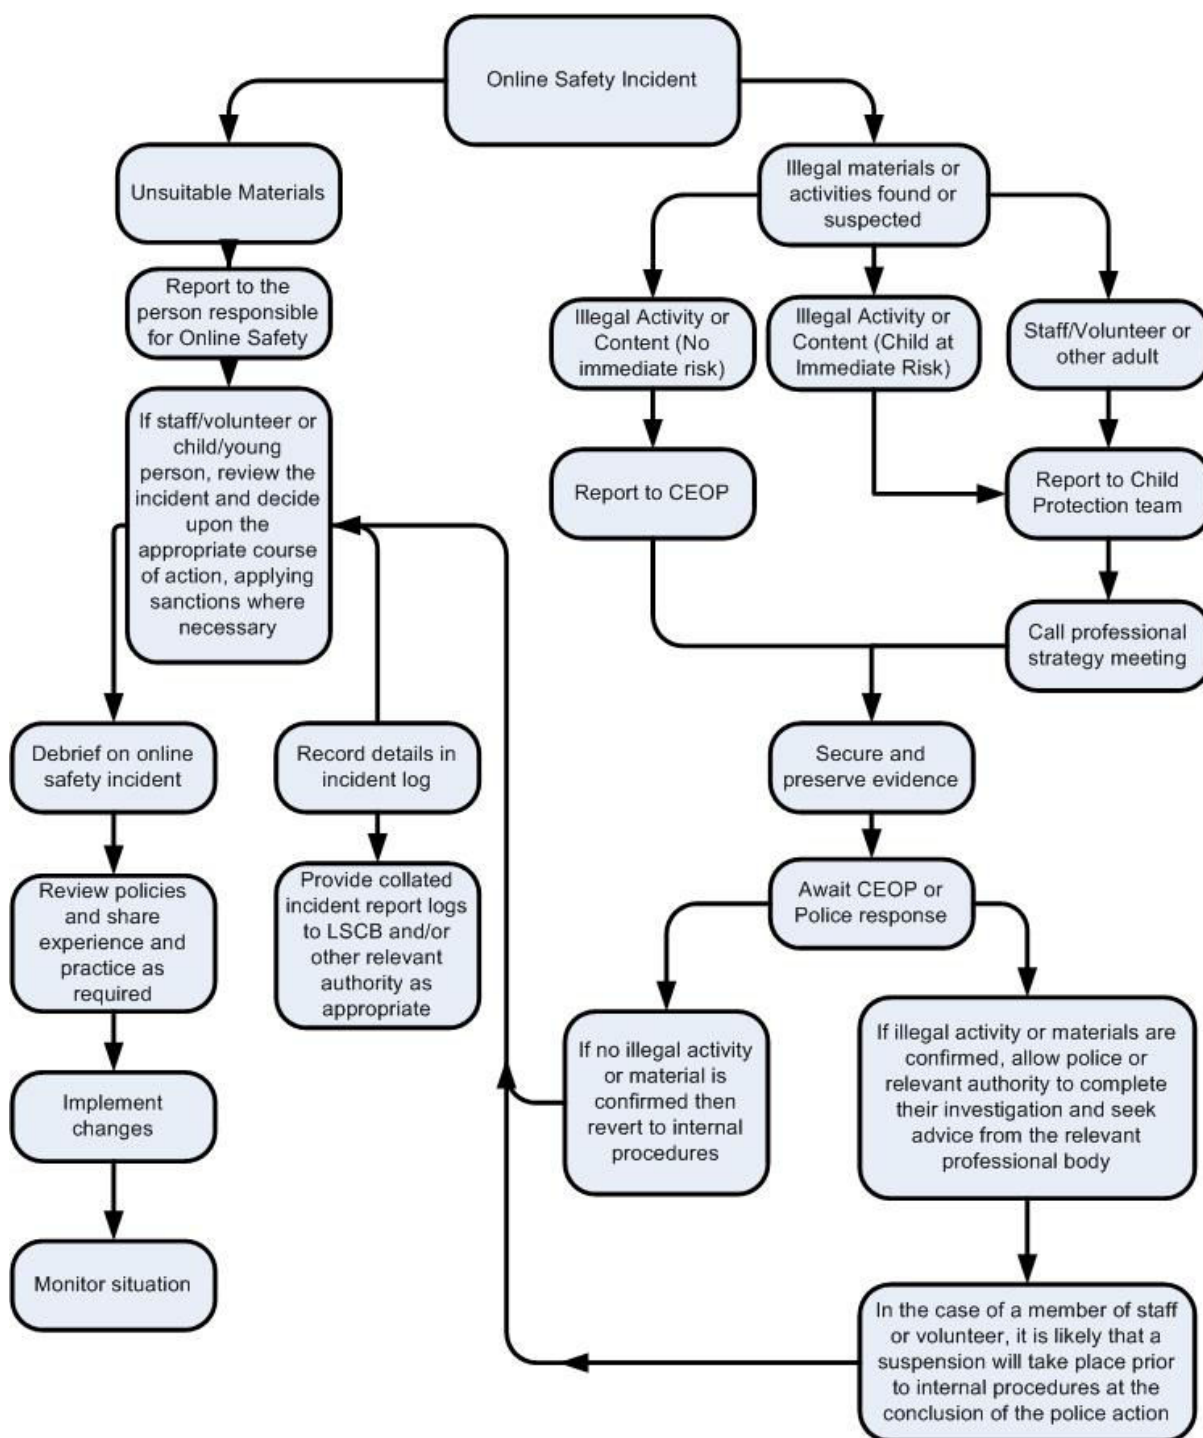 Online Safety Incident
Unsuitable Materials
Illegal materials or
activities found or
suspected
Report to the
person responsible
for Online Safety
Illegal Activity or
Content (No
immediate risk)
Illegal Activity or
Content (Child at
Immediate Risk)
Staff/Volunteer or
other adult
If staff/volunteer or
child/young
person, review the
incident and decide
upon the
appropriate course
of action, applying
sanctions where
necessary
Report to CEOP
Report to Child
Protection team
Call professional
strategy meeting
Debrief on online
safety incident
Record details in
incident log
Secure and
preserve evidence
Review policies
and share
experience and
practice as
required
Provide collated
incident report logs
to LSCB and/or
other relevant
authority as
appropriate
Await CEOP or
Police response
If no illegal activity
or material is
confirmed then
revert to internal
procedures
If illegal activity or materials are
confirmed, allow police or
relevant authority to complete
their investigation and seek
advice from the relevant
professional body
Implement
changes
Monitor situation
In the case of a member of staff
or volunteer, it is likely that a
suspension will take place prior
to internal procedures at the
conclusion of the police action